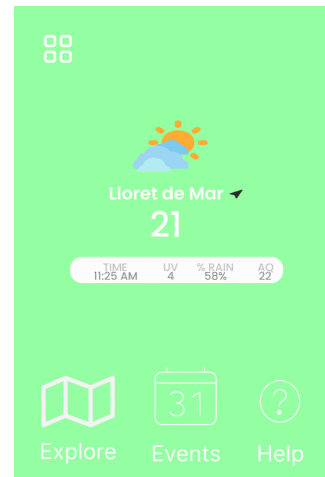 Lloret de Mar
21
TIME UV % RAIN AQ
11:25 AM 4 58% 22
31 ?
Explore Events Help